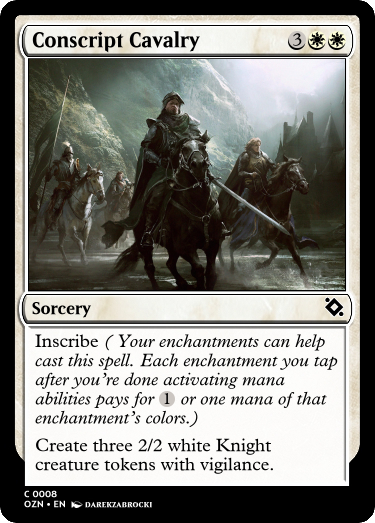 Conscript Cavalry 3
Sorcery
Inscribe ( Your enchantments can help
cast this spell. Each enchantment you tap
after you're done activating mana
abilities pays for 1 or one mana of that
enchantment's colors.)
Create three 2/2 white Knight
creature tokens with vigilance.
C 0008
OZN • EN DAREKZABROCKI